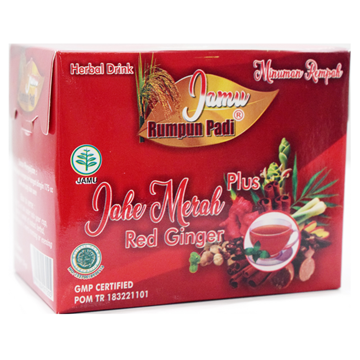 Herbal Drink
Minuman Rempah
Jamu
Rumpun Padi ®
JAMU
Jahe Merah Plus
Red Ginger
GMP CERTIFIED
POM TR 183221101